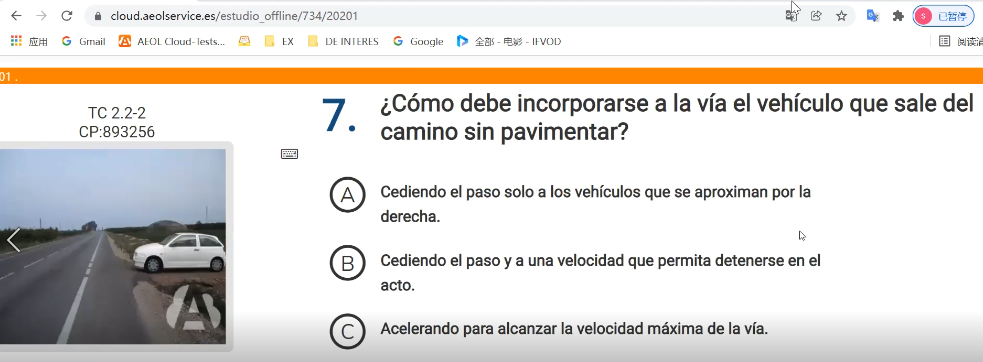 cloud.aeolservice.es/estudio_offline/734/20201
S 已暂停
应用 Gmail AEOL Cloud-Tests... EX DE INTERES Google 全部 - 电影 - IFVOD 阅读清
01 .
TC 2.2-2
CP:893256
7. ¿Cómo debe incorporarse a la vía el vehículo que sale del
camino sin pavimentar?
A Cediendo el paso solo a los vehículos que se aproximan por la
derecha.
B Cediendo el paso y a una velocidad que permita detenerse en el
acto.
C Acelerando para alcanzar la velocidad máxima de la vía.